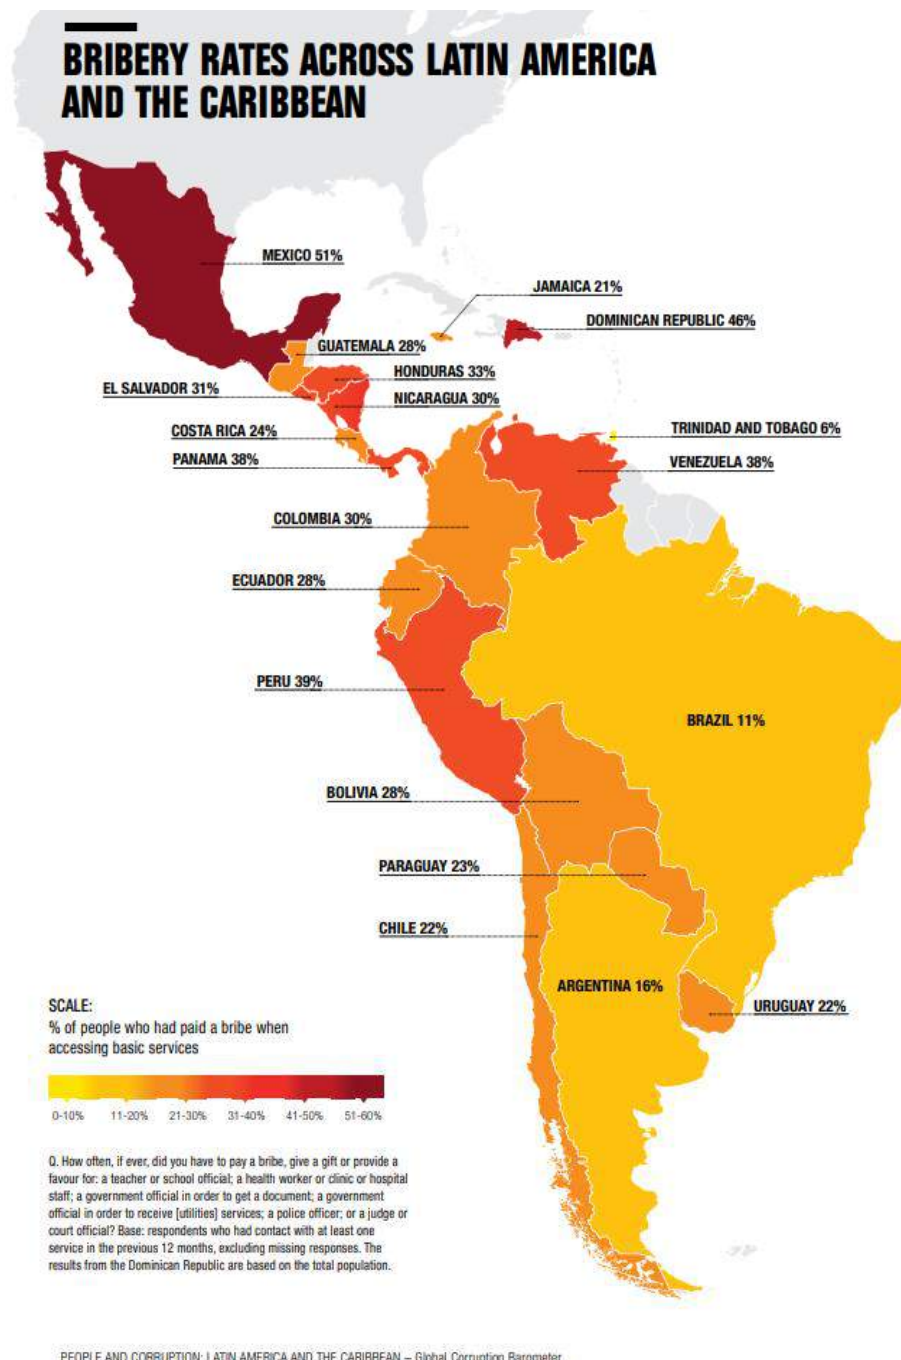 BRIBERY RATES ACROSS LATIN AMERICA
AND THE CARIBBEAN
MEXICO 51%
JAMAICA 21%
DOMINICAN REPUBLIC 46%
GUATEMALA 28%
HONDURAS 33%
EL SALVADOR 31%
NICARAGUA 30%
COSTA RICA 24%
TRINIDAD AND TOBAGO 6%
PANAMA 38%
VENEZUELA 38%
COLOMBIA 30%
ECUADOR 28%
PERU 39%
BRAZIL 11%
BOLIVIA 28%
PARAGUAY 23%
CHILE 22%
ARGENTINA 16%
URUGUAY 22%
SCALE:
% of people who had paid a bribe when
accessing basic services
0-10% 11-20% 21-30% 31-40% 41-50% 51-60%
Q. How often, if ever, did you have to pay a bribe, give a gift or provide a
favour for: a teacher or school official; a health worker or clinic or hospital
staff; a government official in order to get a document; a government
official in order to receive [utilities] services; a police officer; or a judge or
court official? Base: respondents who had contact with at least one
service in the previous 12 months, excluding missing responses. The
results from the Dominican Republic are based on the total population.
PEOPLE AND CORRUPTION: LATIN AMERICA AND THE CARIBBEAN – Global Corruption Barometer